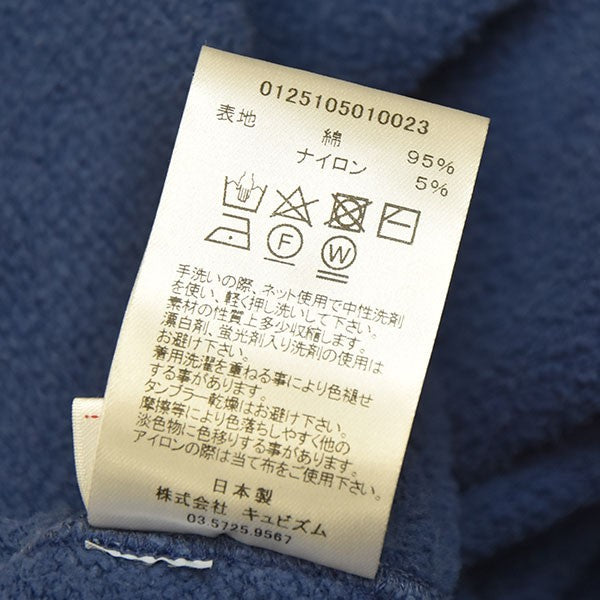 0125105010023
表地 綿 95%
ナイロン 5%
F W
手洗いの際、ネット使用で中性洗剤
を使い、軽く押し洗いして下さい。
素材の性質上多少収縮します。
漂白剤、蛍光剤入り洗剤の使用は
お避け下さい。
着用洗濯を重ねる事により色褪せ
する事があります。
タンブラー乾燥はお避け下さい。
摩擦等により色落ちしやすく他の
淡色物に色移りする事があります。
アイロンの際は当て布をご使用下さい。
日本製
株式会社 キュビズム
03.5725.9567